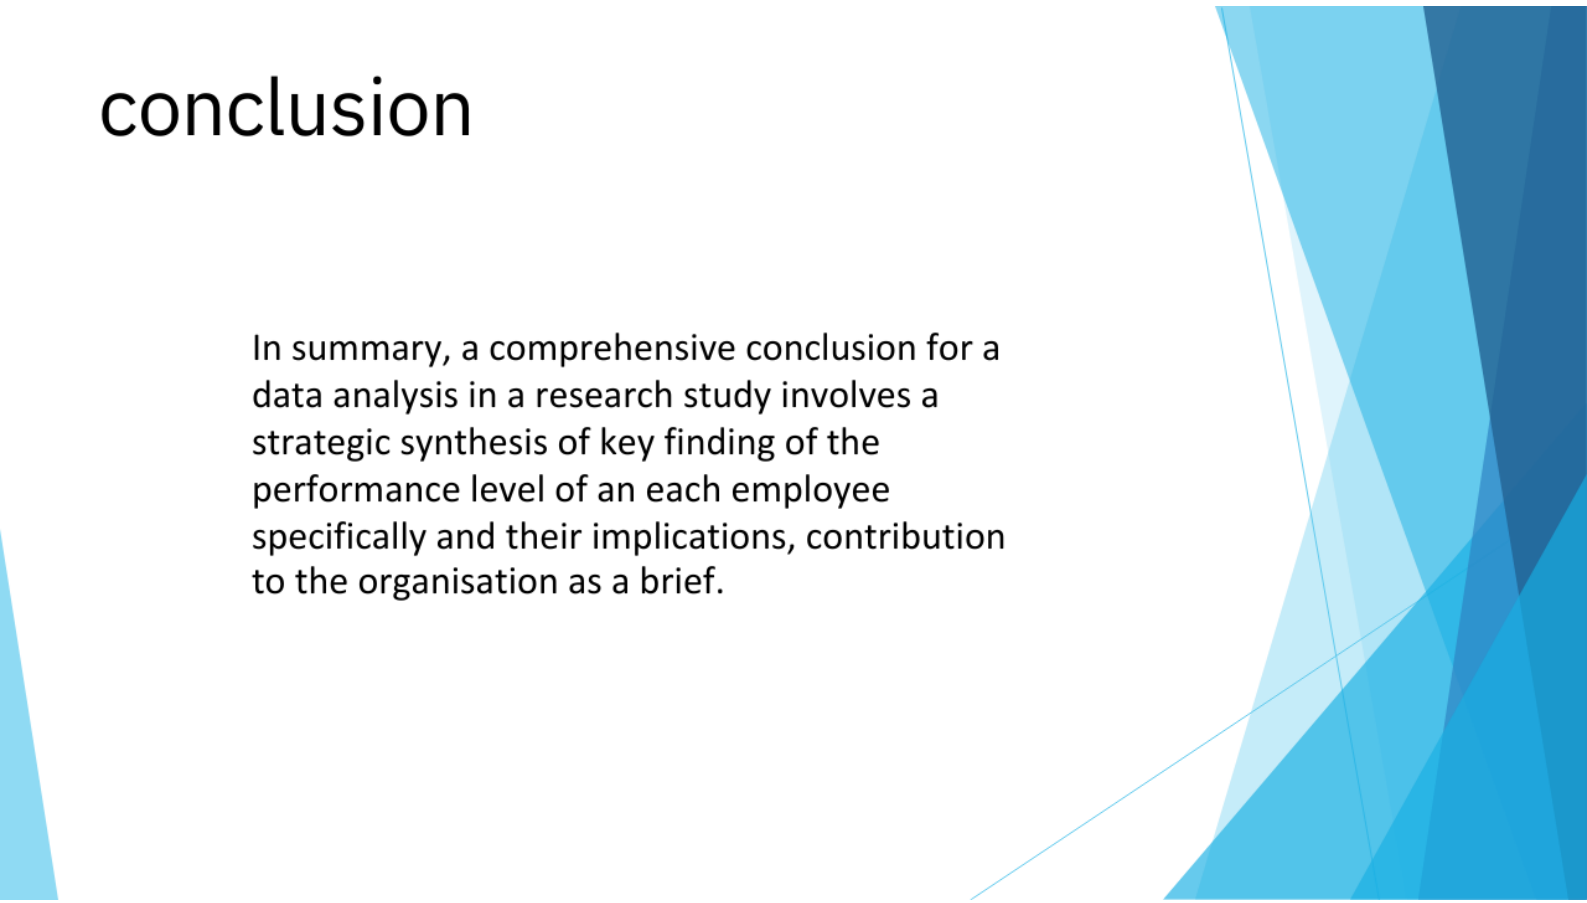 conclusion
In summary, a comprehensive conclusion for a
data analysis in a research study involves a
strategic synthesis of key finding of the
performance level of an each employee
specifically and their implications, contribution
to the organisation as a brief.